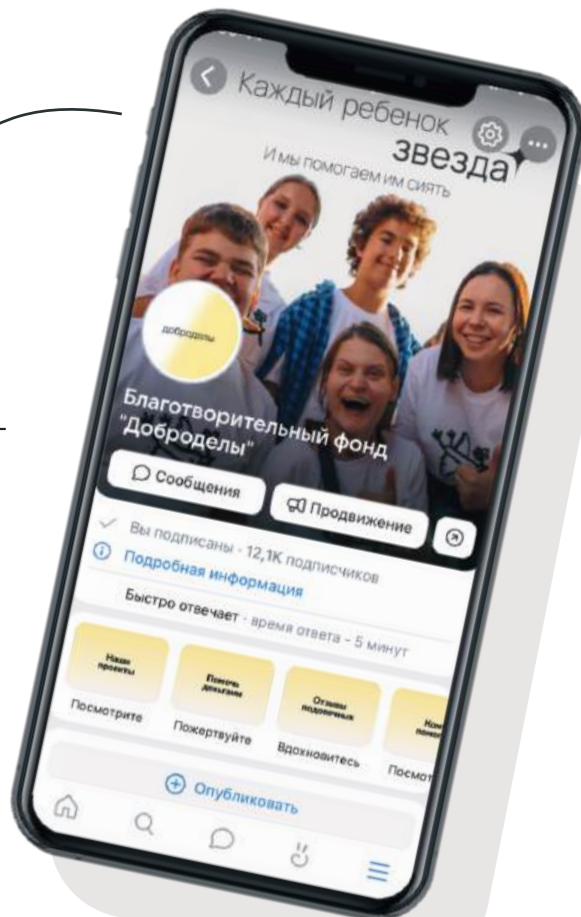 Каждый ребенок
звезда
И мы помогаем им сиять
доброделы
Благотворительный фонд
"Доброделы"
Сообщения
Продвижение
Вы подписаны · 12,1К подписчиков
Подробная информация
Быстро отвечает · время ответа ~ 5 минут
Наши
проекты
Помочь
деньгами
Отзывы
подопечных
Посмотрите
Пожертвуйте
Вдохновитесь
Опубликовать